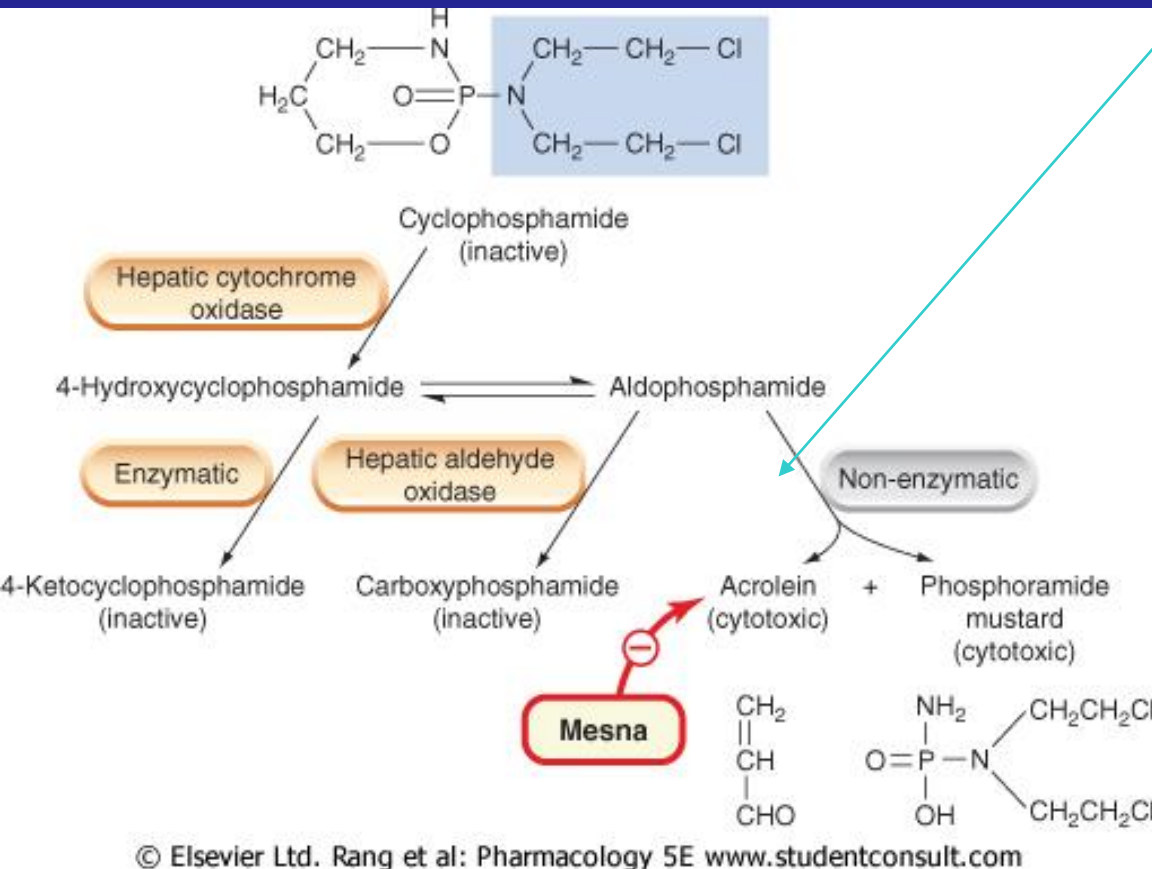 H
CH2—N CH2—CH2—Cl
H2C O=P—N
CH2—O CH2—CH2—Cl
Cyclophosphamide
(inactive)
Hepatic cytochrome
oxidase
4-Hydroxycyclophosphamide
Aldophosphamide
Enzymatic
Hepatic aldehyde
oxidase
Non-enzymatic
4-Ketocyclophosphamide
(inactive)
Carboxyphosphamide
(inactive)
Acrolein
(cytotoxic)
+
Phosphoramide
mustard
(cytotoxic)
−
Mesna
CH2
CH
CHO
NH2 CH2CH2Cl
O=P—N
OH CH2CH2Cl
© Elsevier Ltd. Rang et al: Pharmacology 5E www.studentconsult.com